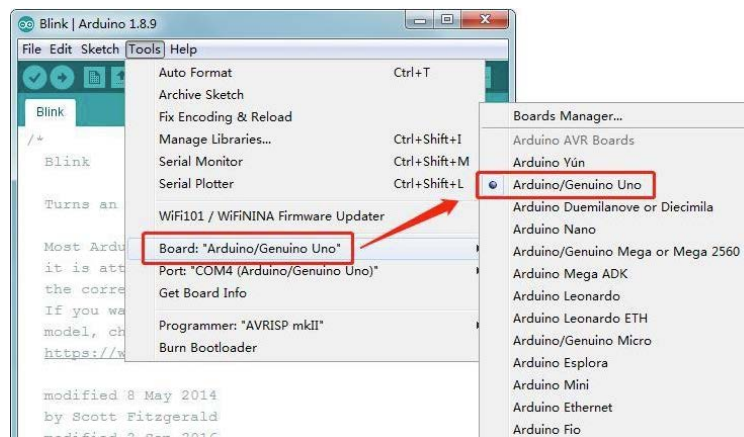 Blink | Arduino 1.8.9
File Edit Sketch Tools Help
Blink
/*
Blink
Turns an
Most Ardu
it is att
the corre
If you wa
model, ch
https://w
modified 8 May 2014
by Scott Fitzgerald
modified 2 Sep 2016
Auto Format Ctrl+T
Archive Sketch
Fix Encoding & Reload
Manage Libraries... Ctrl+Shift+I
Serial Monitor Ctrl+Shift+M
Serial Plotter Ctrl+Shift+L
WiFi101 / WiFiNINA Firmware Updater
Board: "Arduino/Genuino Uno"
Port: "COM4 (Arduino/Genuino Uno)"
Get Board Info
Programmer: "AVRISP mkII"
Burn Bootloader
Boards Manager...
Arduino AVR Boards
Arduino Yún
Arduino/Genuino Uno
Arduino Duemilanove or Diecimila
Arduino Nano
Arduino/Genuino Mega or Mega 2560
Arduino Mega ADK
Arduino Leonardo
Arduino Leonardo ETH
Arduino/Genuino Micro
Arduino Esplora
Arduino Mini
Arduino Ethernet
Arduino Fio